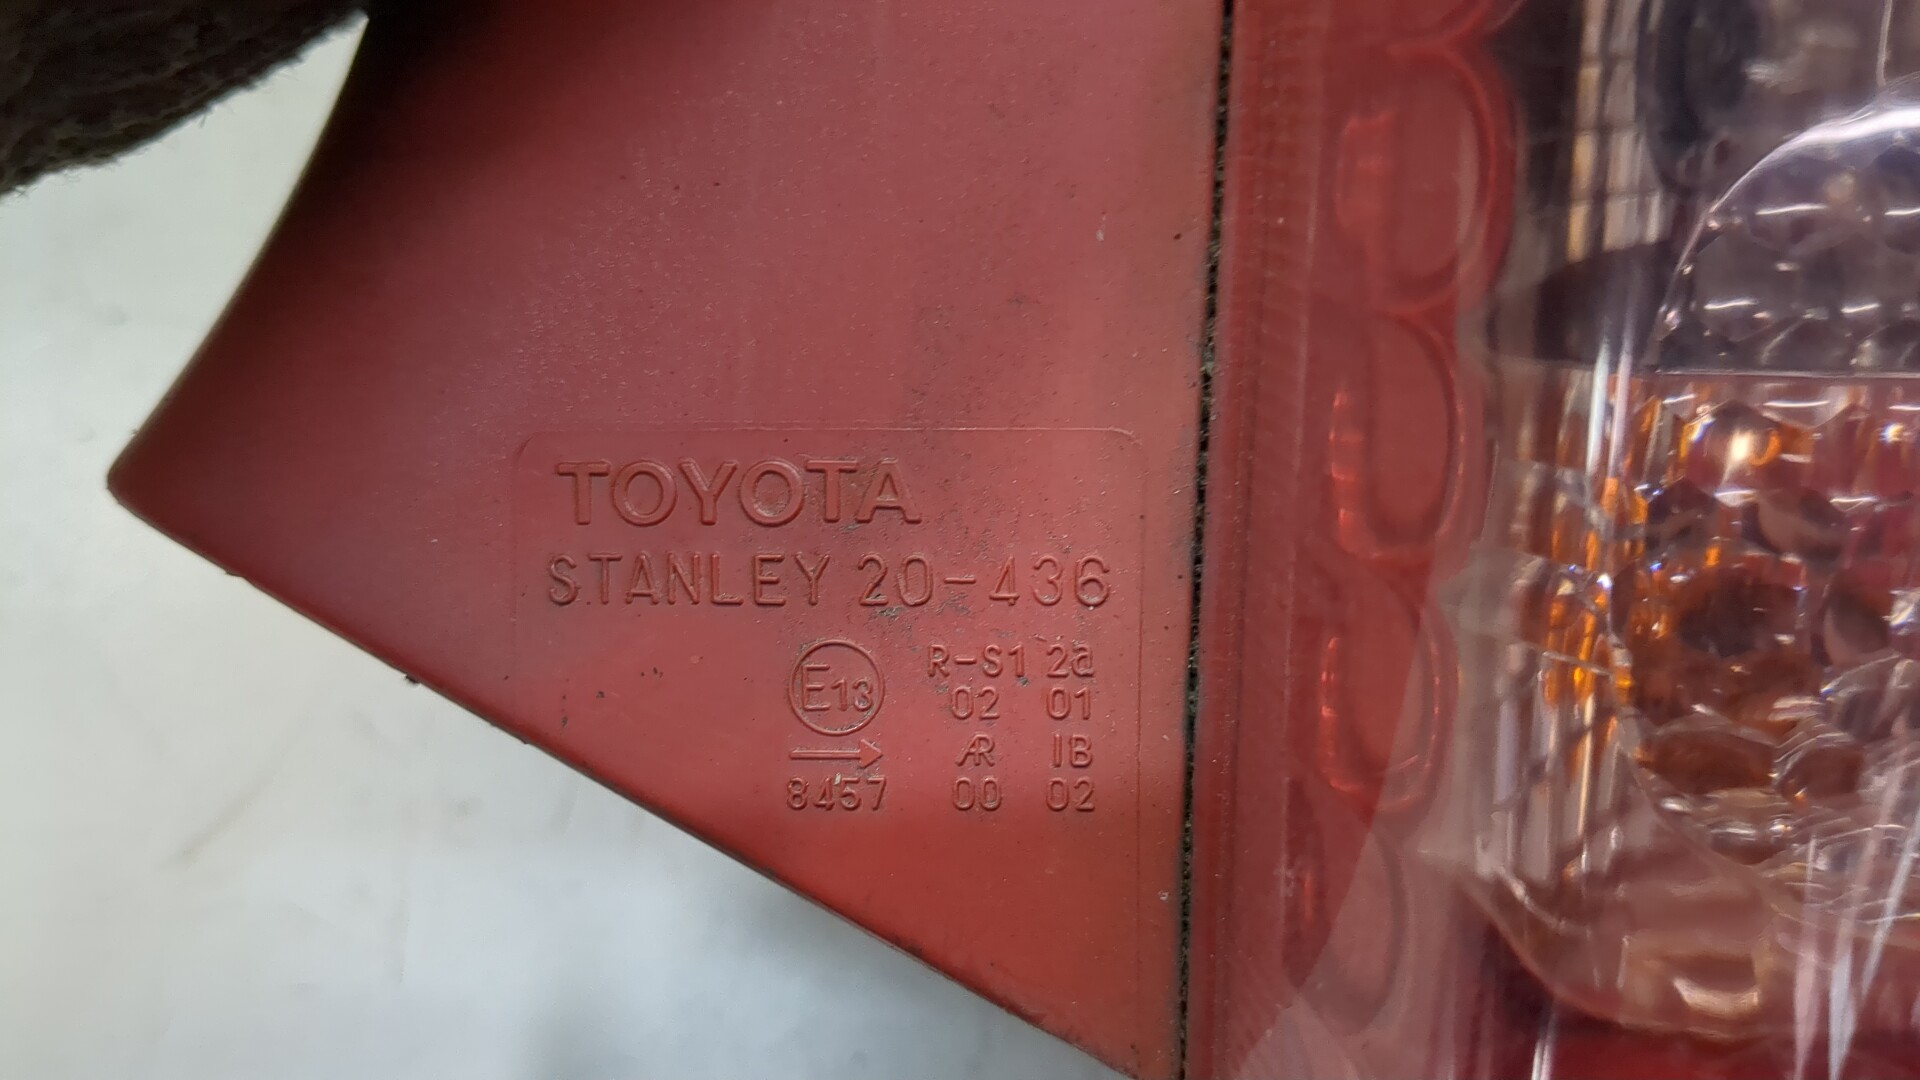 TOYOTA
STANLEY 20-436
E13 R-S1 2a
02 01
→ AR IB
8457 00 02